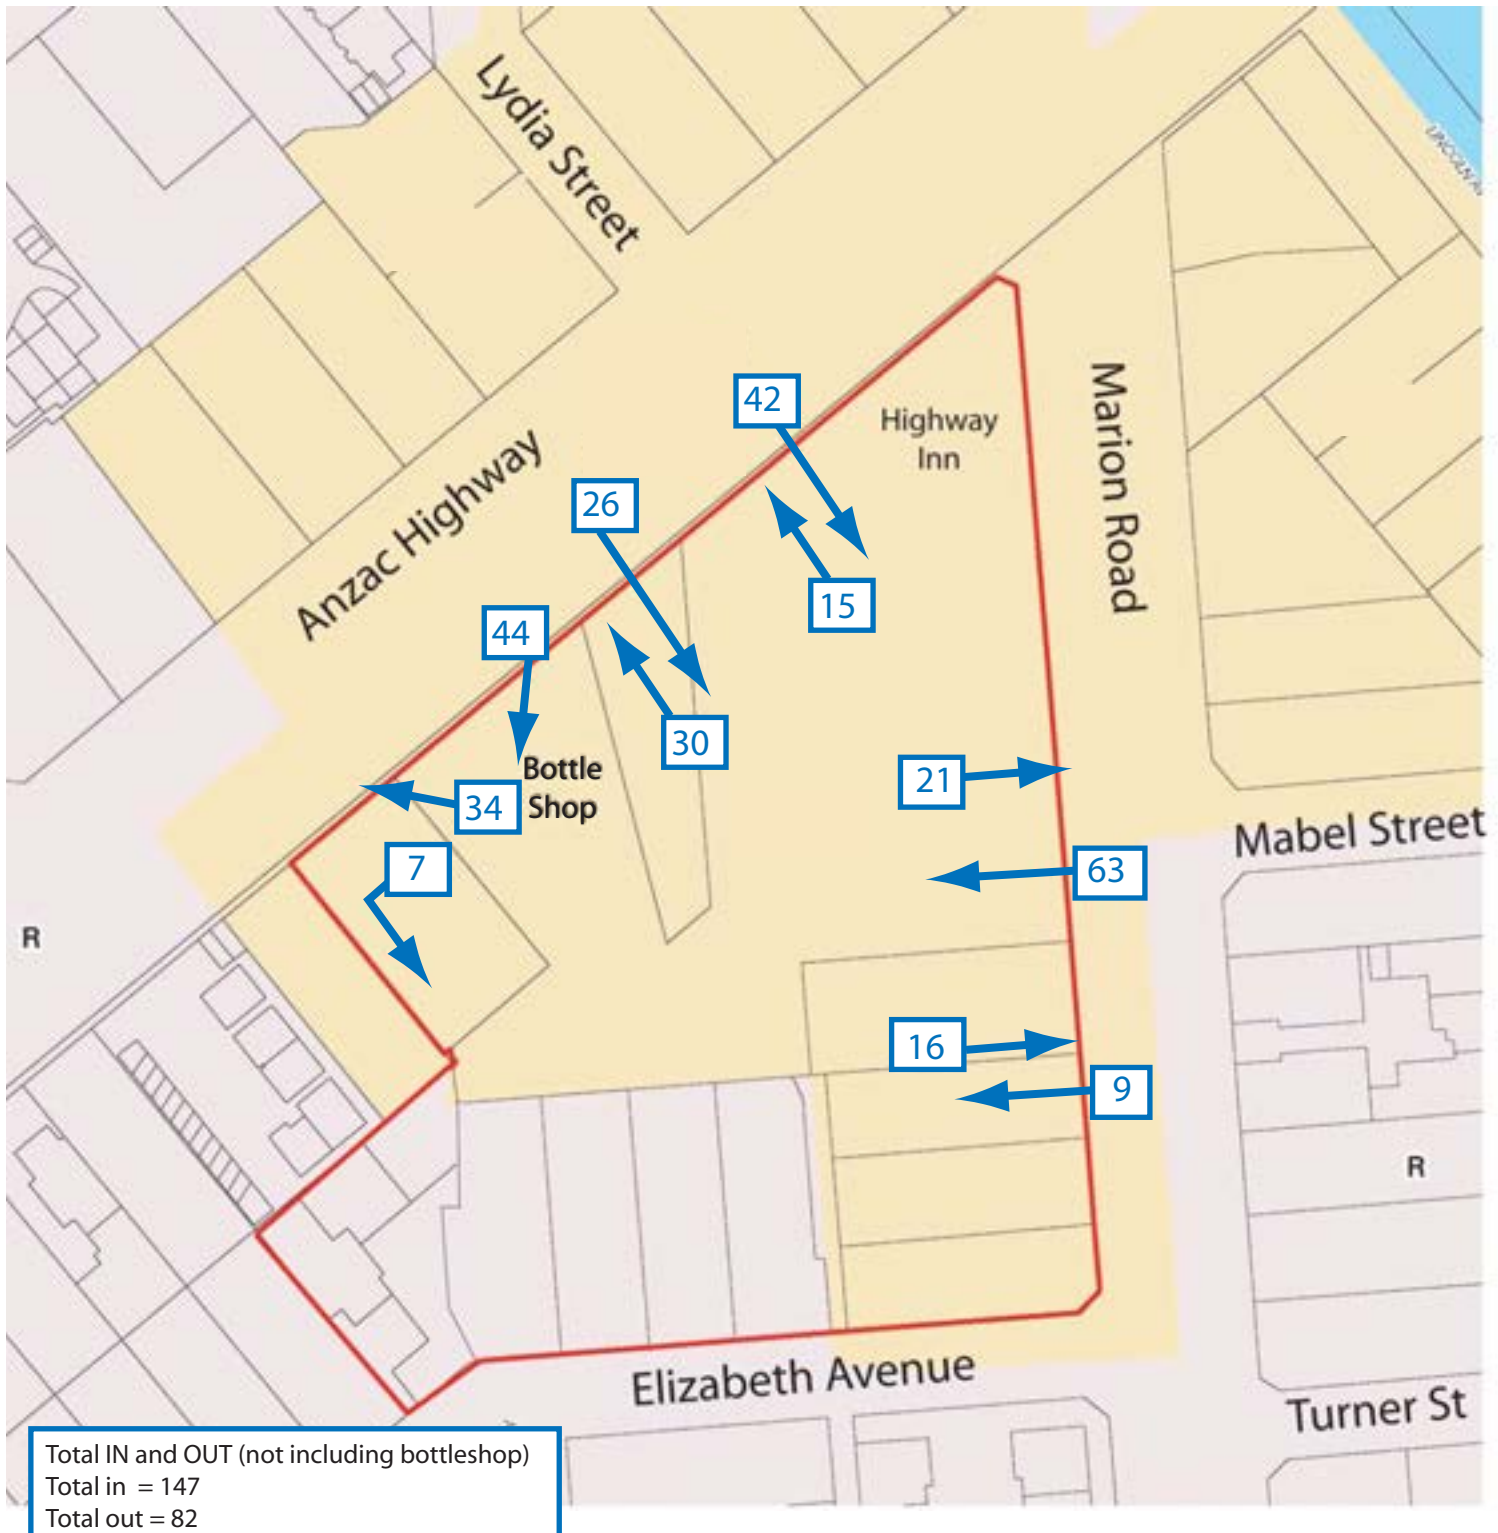 Lydia Street
LINCOLN AV
42
Highway
Inn
Marion Road
26
Anzac Highway
15
44
30
Bottle
Shop
21
34
Mabel Street
7
63
R
16
9
R
Elizabeth Avenue
Turner St
Total IN and OUT (not including bottleshop)
Total in = 147
Total out = 82